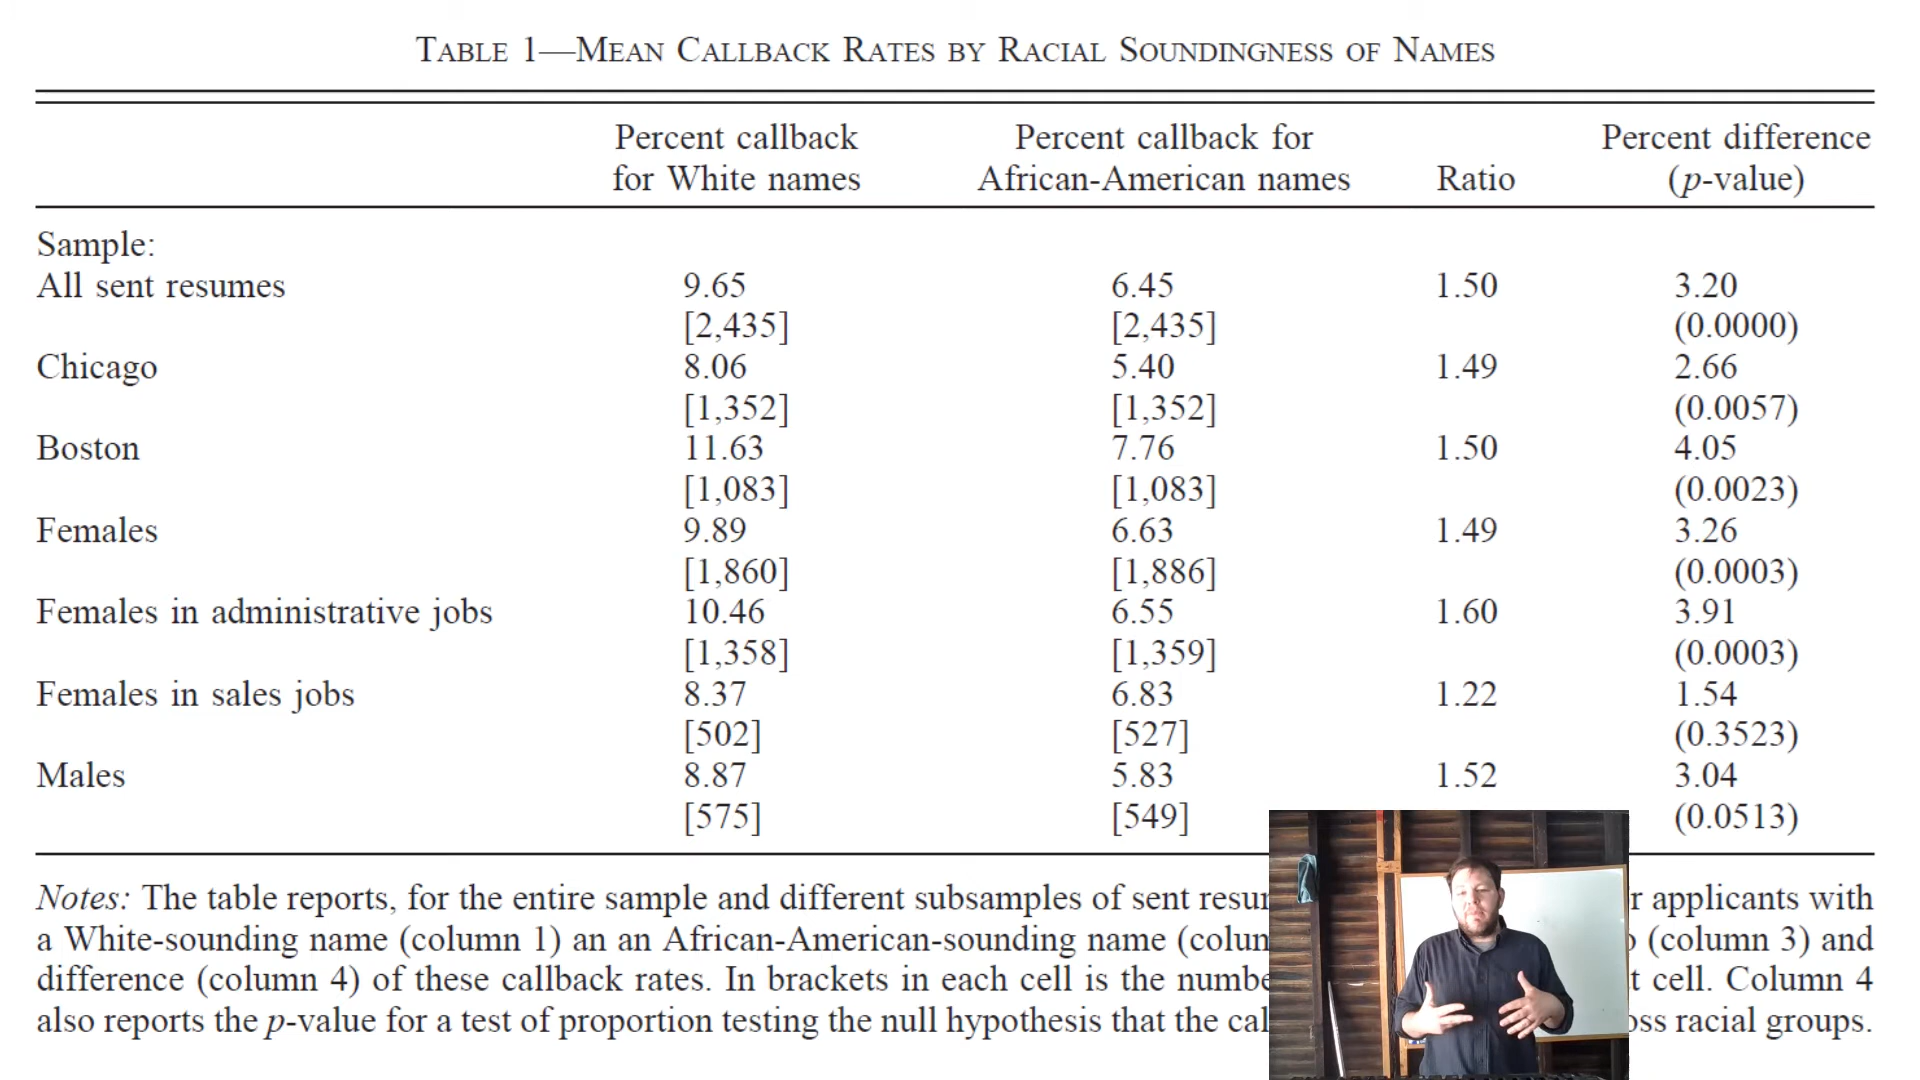 TABLE 1—MEAN CALLBACK RATES BY RACIAL SOUNDINGNESS OF NAMES
Percent callback for White names Percent callback for African-American names Ratio Percent difference (p-value)
Sample:
All sent resumes 9.65 6.45 1.50 3.20
[2,435] [2,435] (0.0000)
Chicago 8.06 5.40 1.49 2.66
[1,352] [1,352] (0.0057)
Boston 11.63 7.76 1.50 4.05
[1,083] [1,083] (0.0023)
Females 9.89 6.63 1.49 3.26
[1,860] [1,886] (0.0003)
Females in administrative jobs 10.46 6.55 1.60 3.91
[1,358] [1,359] (0.0003)
Females in sales jobs 8.37 6.83 1.22 1.54
[502] [527] (0.3523)
Males 8.87 5.83 1.52 3.04
[575] [549] (0.0513)
Notes: The table reports, for the entire sample and different subsamples of sent applicants with
a White-sounding name (column 1) an an African-American-sounding name (column 3) and
difference (column 4) of these callback rates. In brackets in each cell is the cell. Column 4
also reports the p-value for a test of proportion testing the null hypothesis that the racial groups.